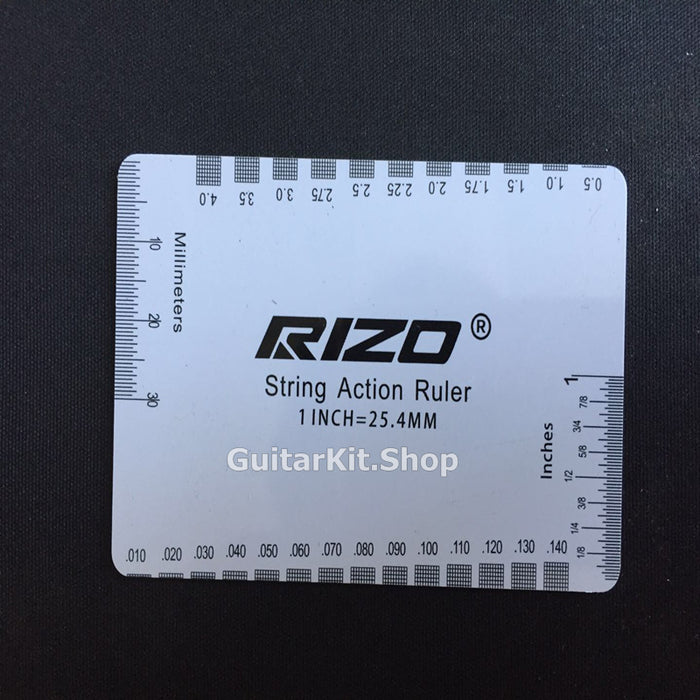 4.0 3.5 3.0 2.75 2.5 2.25 2.0 1.75 1.5 1.0 0.5
Millimeters
10
20
30
RIZO®
String Action Ruler
1 INCH=25.4MM
GuitarKit.Shop
Inches
1
7/8
3/4
5/8
1/2
3/8
1/4
1/8
.010 .020 .030 .040 .050 .060 .070 .080 .090 .100 .110 .120 .130 .140